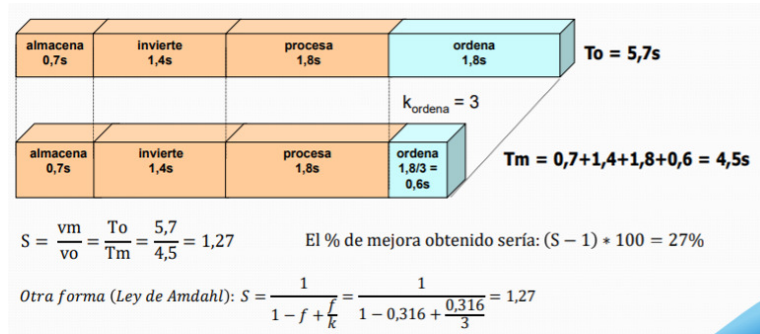 almacena invierte procesa ordena
0,7s 1,4s 1,8s 1,8s
To = 5,7s
k_ordena = 3
almacena invierte procesa ordena
0,7s 1,4s 1,8s 1,8/3 =
0,6s
Tm = 0,7+1,4+1,8+0,6 = 4,5s
S = vm/vo = To/Tm = 5,7/4,5 = 1,27 El % de mejora obtenido sería: (S − 1) ∗ 100 = 27%
Otra forma (Ley de Amdahl): S = 1/(1 − f + f/k) = 1/(1 − 0,316 + 0,316/3) = 1,27